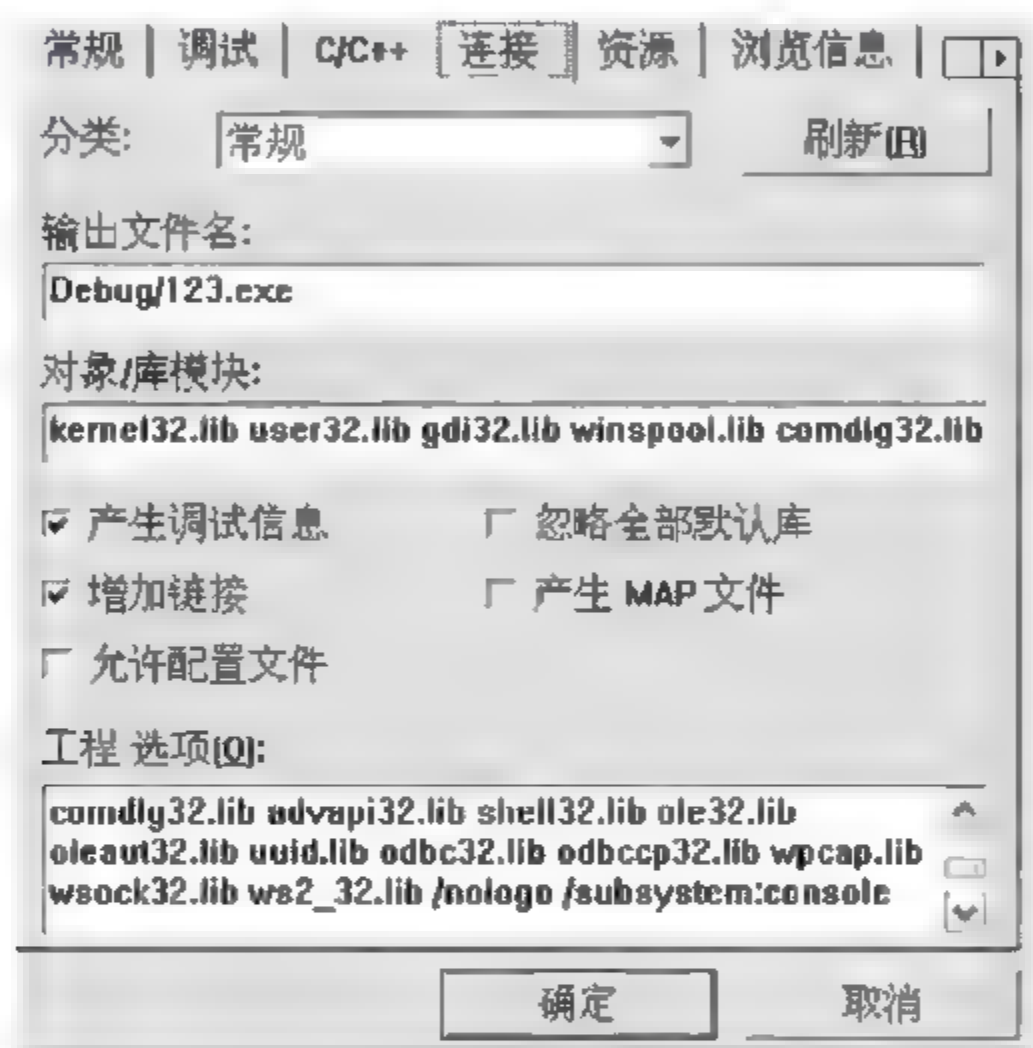 常规 调试 C/C++ 连接 资源 浏览信息
分类: 常规 刷新(R)
输出文件名:
Debug/123.exe
对象/库模块:
kernel32.lib user32.lib gdi32.lib winspool.lib comdlg32.lib
产生调试信息 忽略全部默认库
增加链接 产生 MAP 文件
允许配置文件
工程 选项(O):
comdlg32.lib advapi32.lib shell32.lib ole32.lib
oleaut32.lib uuid.lib odbc32.lib odbccp32.lib wpcap.lib
wsock32.lib ws2_32.lib /nologo /subsystem:console
确定 取消